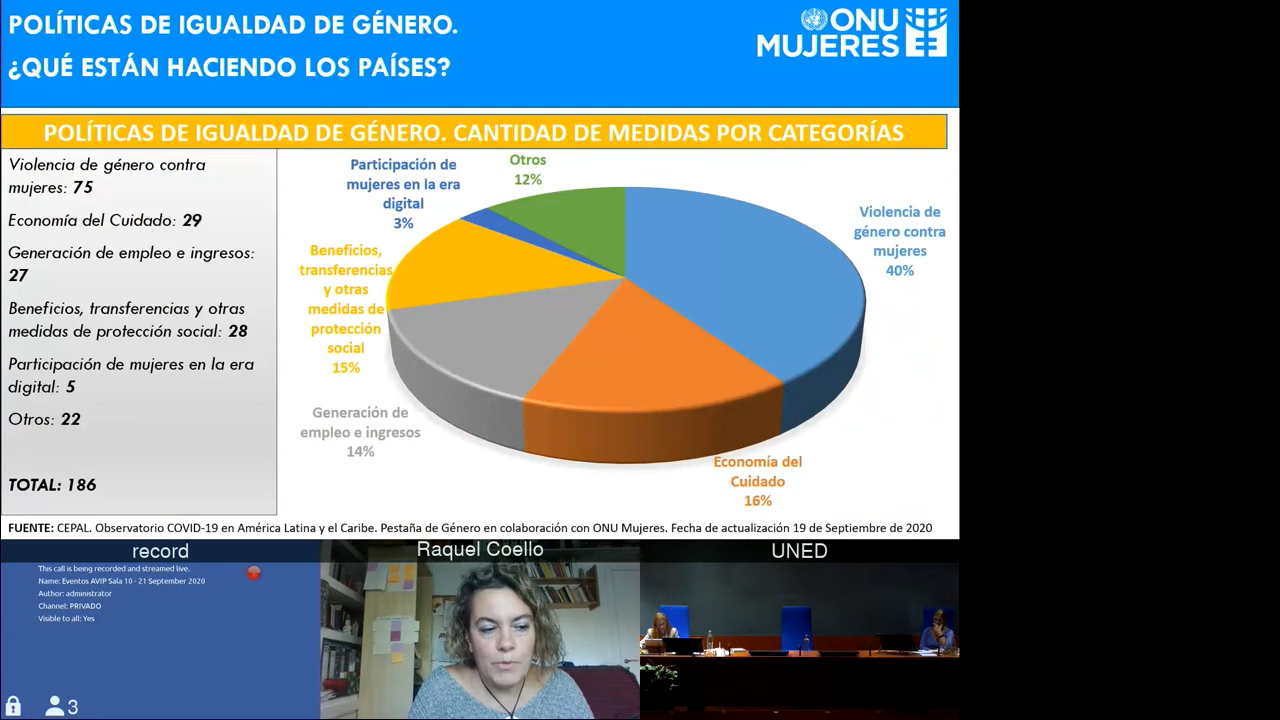 POLÍTICAS DE IGUALDAD DE GÉNERO.
¿QUÉ ESTÁN HACIENDO LOS PAÍSES?
ONU
MUJERES
POLÍTICAS DE IGUALDAD DE GÉNERO. CANTIDAD DE MEDIDAS POR CATEGORÍAS
Violencia de género contra
mujeres: 75
Economía del Cuidado: 29
Generación de empleo e ingresos:
27
Beneficios, transferencias y otras
medidas de protección social: 28
Participación de mujeres en la era
digital: 5
Otros: 22
TOTAL: 186
Participación de
mujeres en la era
digital
3%
Otros
12%
Violencia de
género contra
mujeres
40%
Beneficios,
transferencias
y otras
medidas de
protección
social
15%
Generación de
empleo e ingresos
14%
Economía del
Cuidado
16%
FUENTE: CEPAL. Observatorio COVID-19 en América Latina y el Caribe. Pestaña de Género en colaboración con ONU Mujeres. Fecha de actualización 19 de Septiembre de 2020
record
This call is being recorded and streamed live.
Name: Eventos AVIP Sala 10 - 21 September 2020
Author: administrator
Channel: PRIVADO
Visible to all: Yes
3
Raquel Coello
UNED